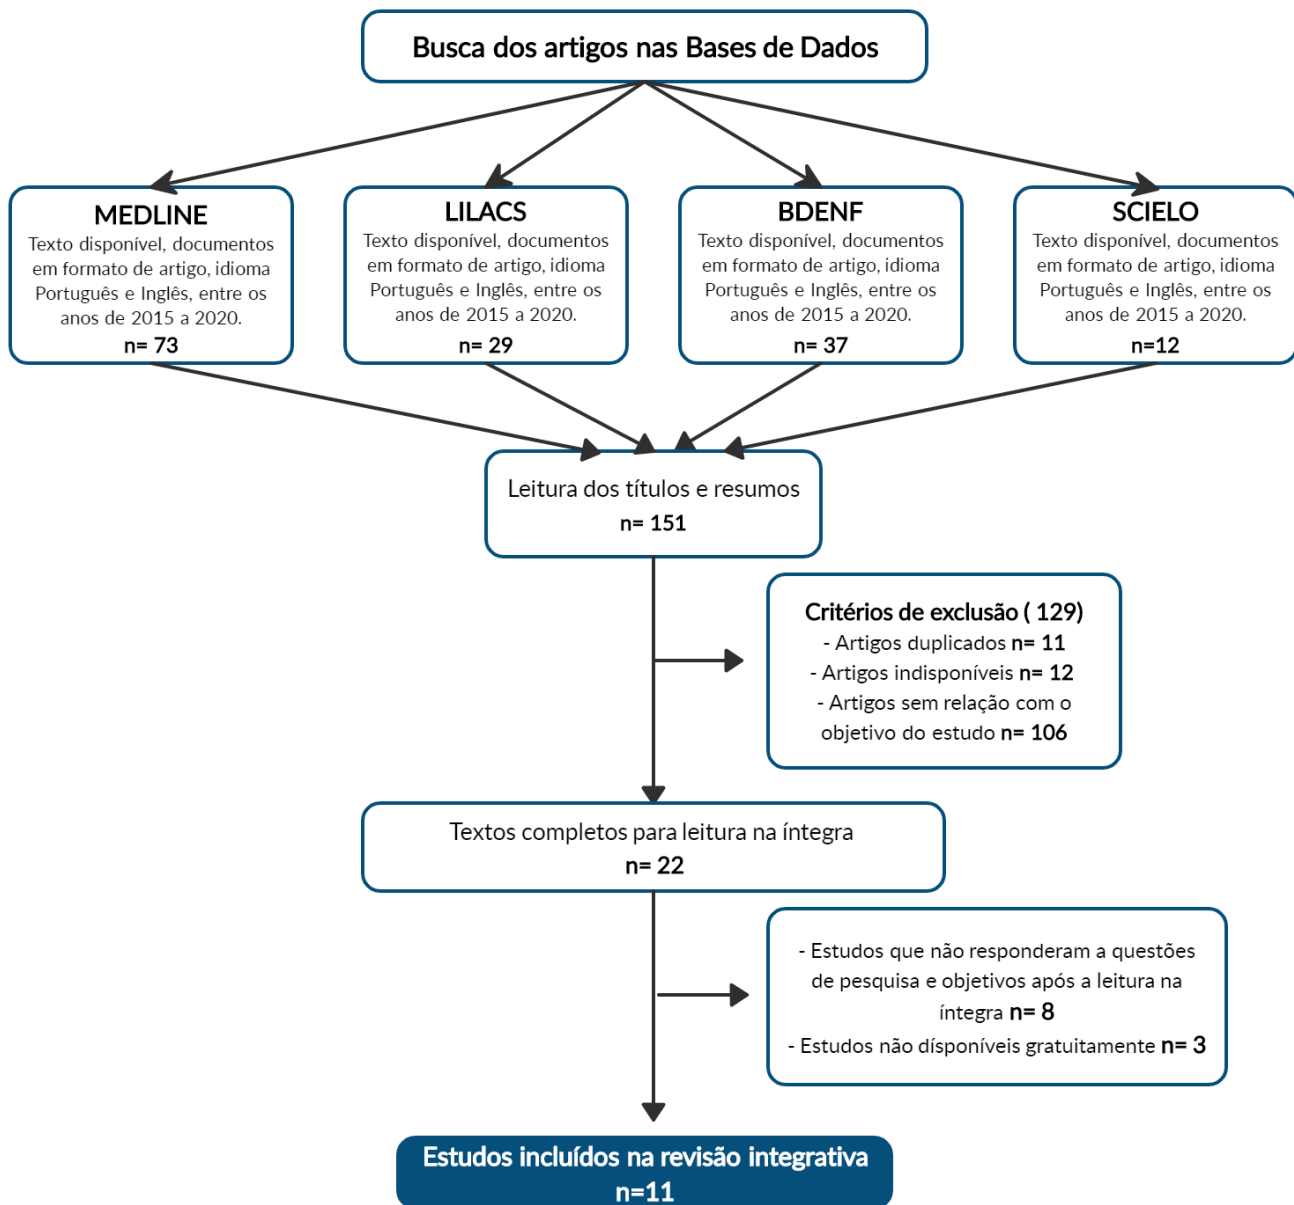 Busca dos artigos nas Bases de Dados
MEDLINE
Texto disponível, documentos
em formato de artigo, idioma
Português e Inglês, entre os
anos de 2015 a 2020.
n= 73
LILACS
Texto disponível, documentos
em formato de artigo, idioma
Português e Inglês, entre os
anos de 2015 a 2020.
n= 29
BDENF
Texto disponível, documentos
em formato de artigo, idioma
Português e Inglês, entre os
anos de 2015 a 2020.
n= 37
SCIELO
Texto disponível, documentos
em formato de artigo, idioma
Português e Inglês, entre os
anos de 2015 a 2020.
n=12
Leitura dos títulos e resumos
n= 151
Critérios de exclusão ( 129)
- Artigos duplicados n= 11
- Artigos indisponíveis n= 12
- Artigos sem relação com o
objetivo do estudo n= 106
Textos completos para leitura na íntegra
n= 22
- Estudos que não responderam a questões
de pesquisa e objetivos após a leitura na
íntegra n= 8
- Estudos não dísponíveis gratuitamente n= 3
Estudos incluídos na revisão integrativa
n=11